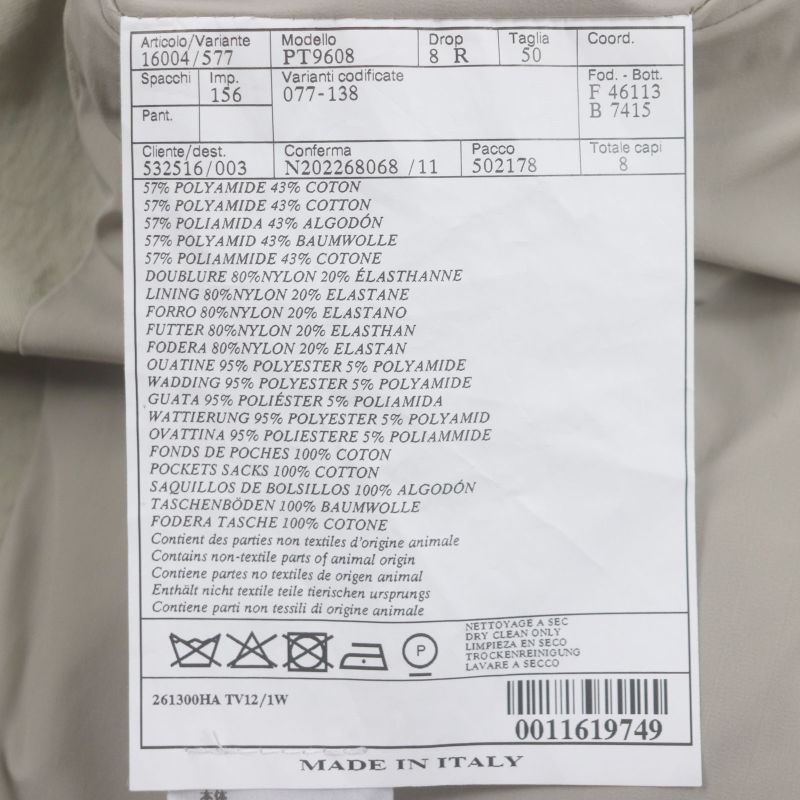 Articolo/Variante Modello Drop Taglia Coord.
16004/577 PT9608 8 R 50
Spacchi Imp. Varianti codificate Fod. - Bott.
156 077-138 F 46113
B 7415
Pant.
Cliente/dest. Conferma Pacco Totale capi
532516/003 N202268068 /11 502178 8
57% POLYAMIDE 43% COTON
57% POLYAMIDE 43% COTTON
57% POLIAMIDA 43% ALGODÓN
57% POLYAMID 43% BAUMWOLLE
57% POLIAMMIDE 43% COTONE
DOUBLURE 80%NYLON 20% ÉLASTHANNE
LINING 80%NYLON 20% ELASTANE
FORRO 80%NYLON 20% ELASTANO
FUTTER 80%NYLON 20% ELASTHAN
FODERA 80%NYLON 20% ELASTAN
OUATINE 95% POLYESTER 5% POLYAMIDE
WADDING 95% POLYESTER 5% POLYAMIDE
GUATA 95% POLIÉSTER 5% POLIAMIDA
WATTIERUNG 95% POLYESTER 5% POLYAMID
OVATTINA 95% POLIESTERE 5% POLIAMMIDE
FONDS DE POCHES 100% COTON
POCKETS SACKS 100% COTTON
SAQUILLOS DE BOLSILLOS 100% ALGODÓN
TASCHENBÖDEN 100% BAUMWOLLE
FODERA TASCHE 100% COTONE
Contient des parties non textiles d'origine animale
Contains non-textile parts of animal origin
Contiene partes no textiles de origen animal
Enthält nicht textile teile tierischen ursprungs
Contiene parti non tessili di origine animale
NETTOYAGE A SEC
DRY CLEAN ONLY
LIMPIEZA EN SECO
TROCKENREINIGUNG
LAVARE A SECCO
P
261300HA TV12/1W
0011619749
MADE IN ITALY
本体